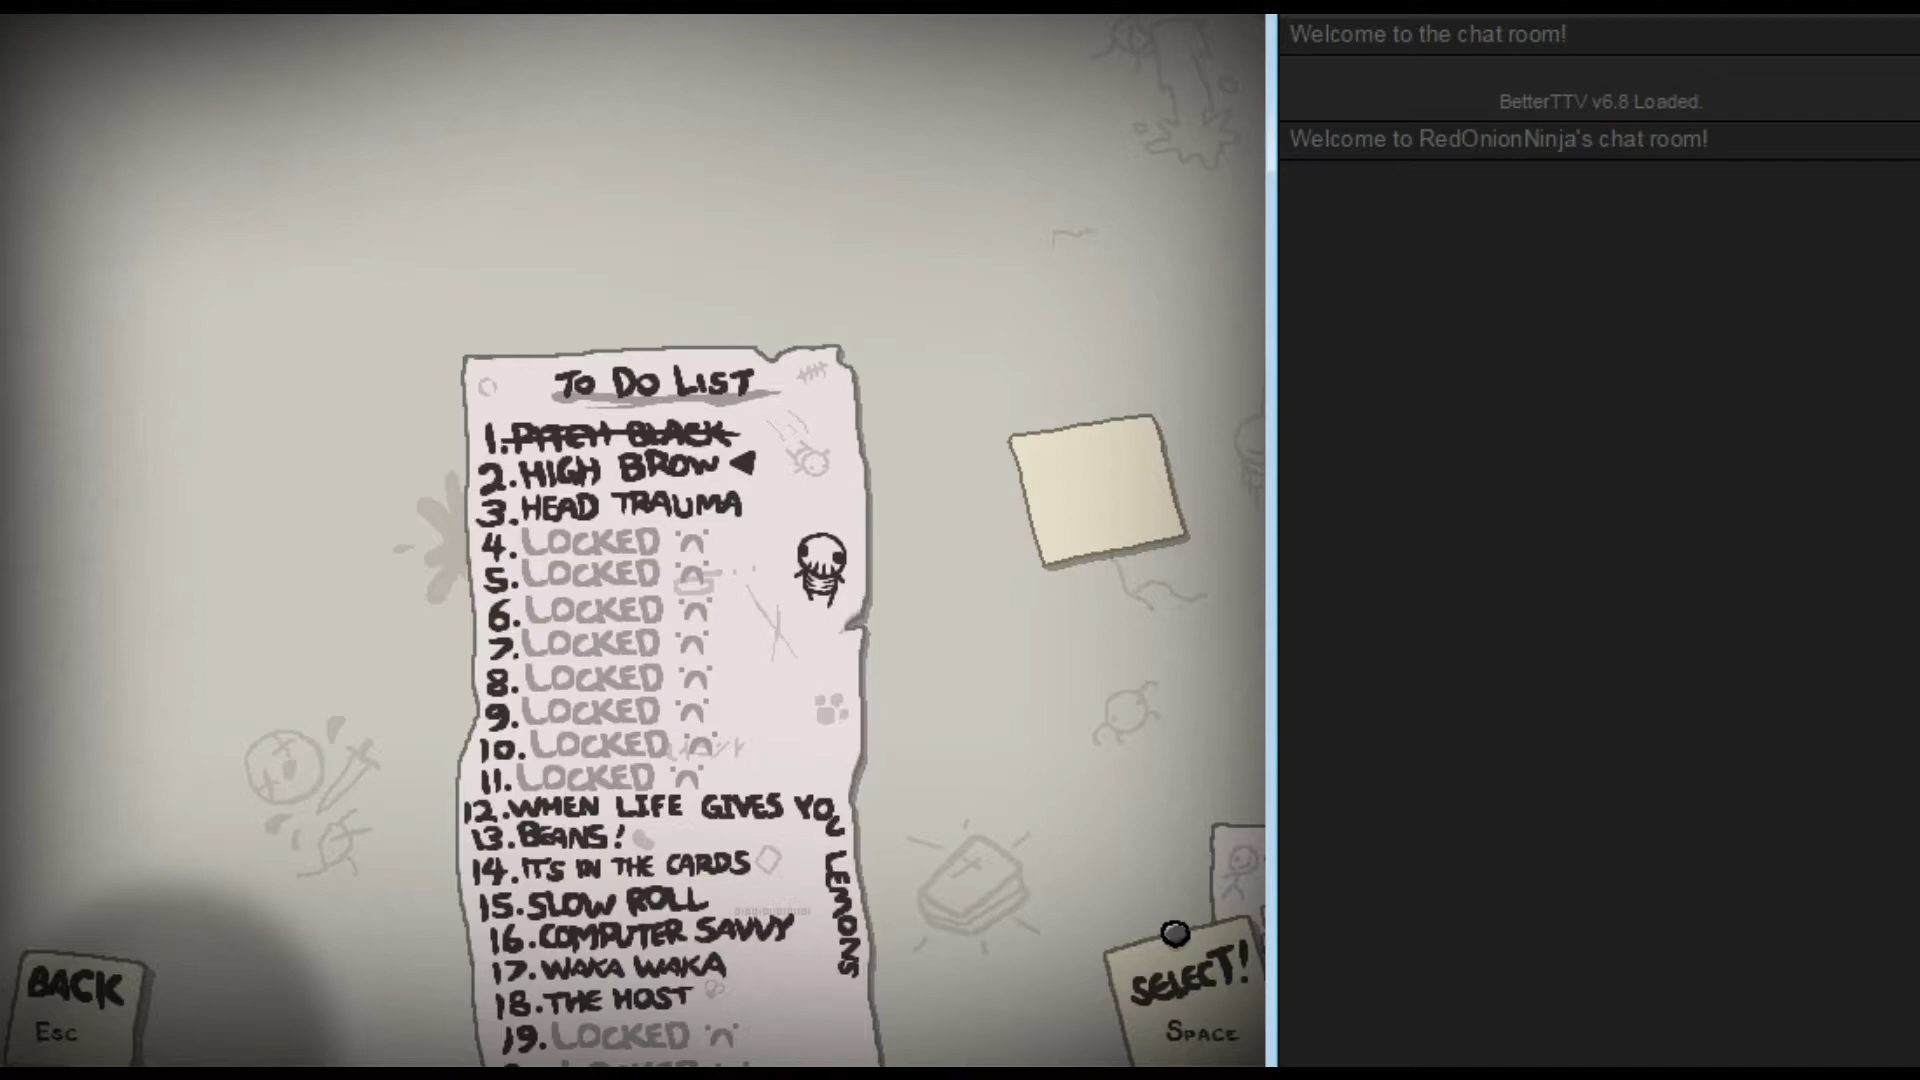 Welcome to the chat room!
BetterTTV v6.8 Loaded.
Welcome to RedOnionNinja's chat room!
TO DO LIST
1. PITCH BLACK
2. HIGH BROW
3. HEAD TRAUMA
4. LOCKED
5. LOCKED
6. LOCKED
7. LOCKED
8. LOCKED
9. LOCKED
10. LOCKED
11. LOCKED
12. WHEN LIFE GIVES YOU LEMONS
13. BEANS!
14. IT'S IN THE CARDS
15. SLOW ROLL
16. COMPUTER SAVVY
17. WAKA WAKA
18. THE HOST
19. LOCKED
BACK
ESC
SELECT!
SPACE